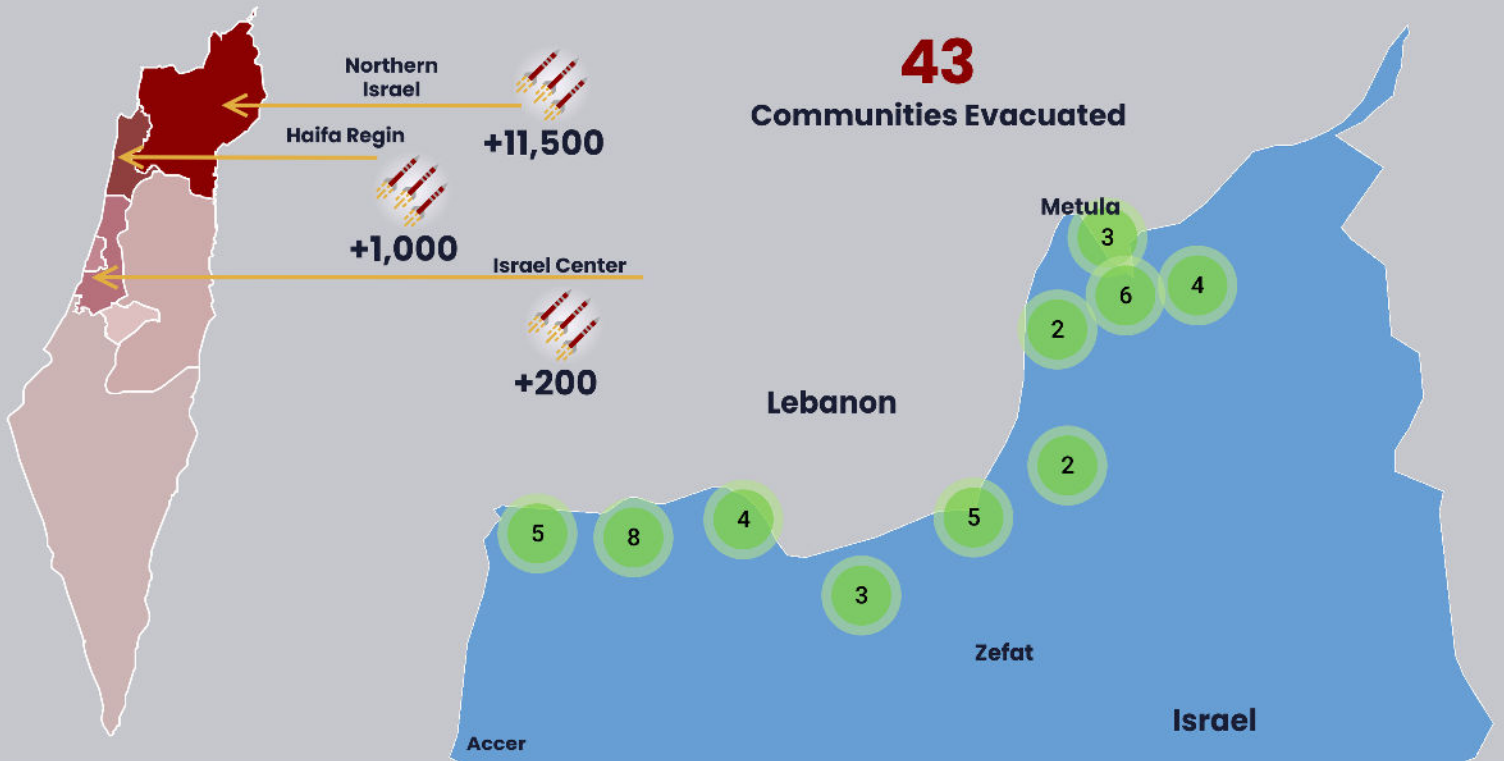 Northern
Israel
+11,500
Haifa Regin
+1,000
Israel Center
+200
43
Communities Evacuated
Metula
3
6
4
2
Lebanon
2
5
8
4
5
3
Zefat
Israel
Accer